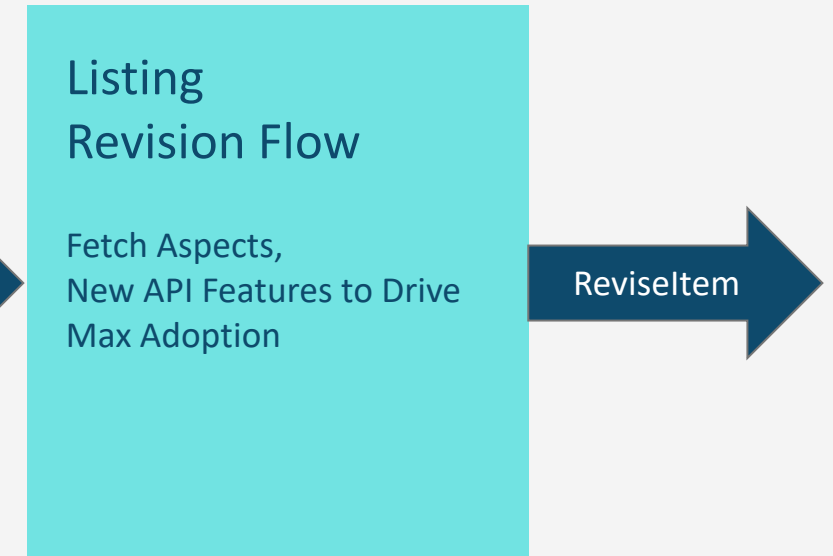 Listing
Revision Flow
Fetch Aspects,
New API Features to Drive
Max Adoption
ReviseItem